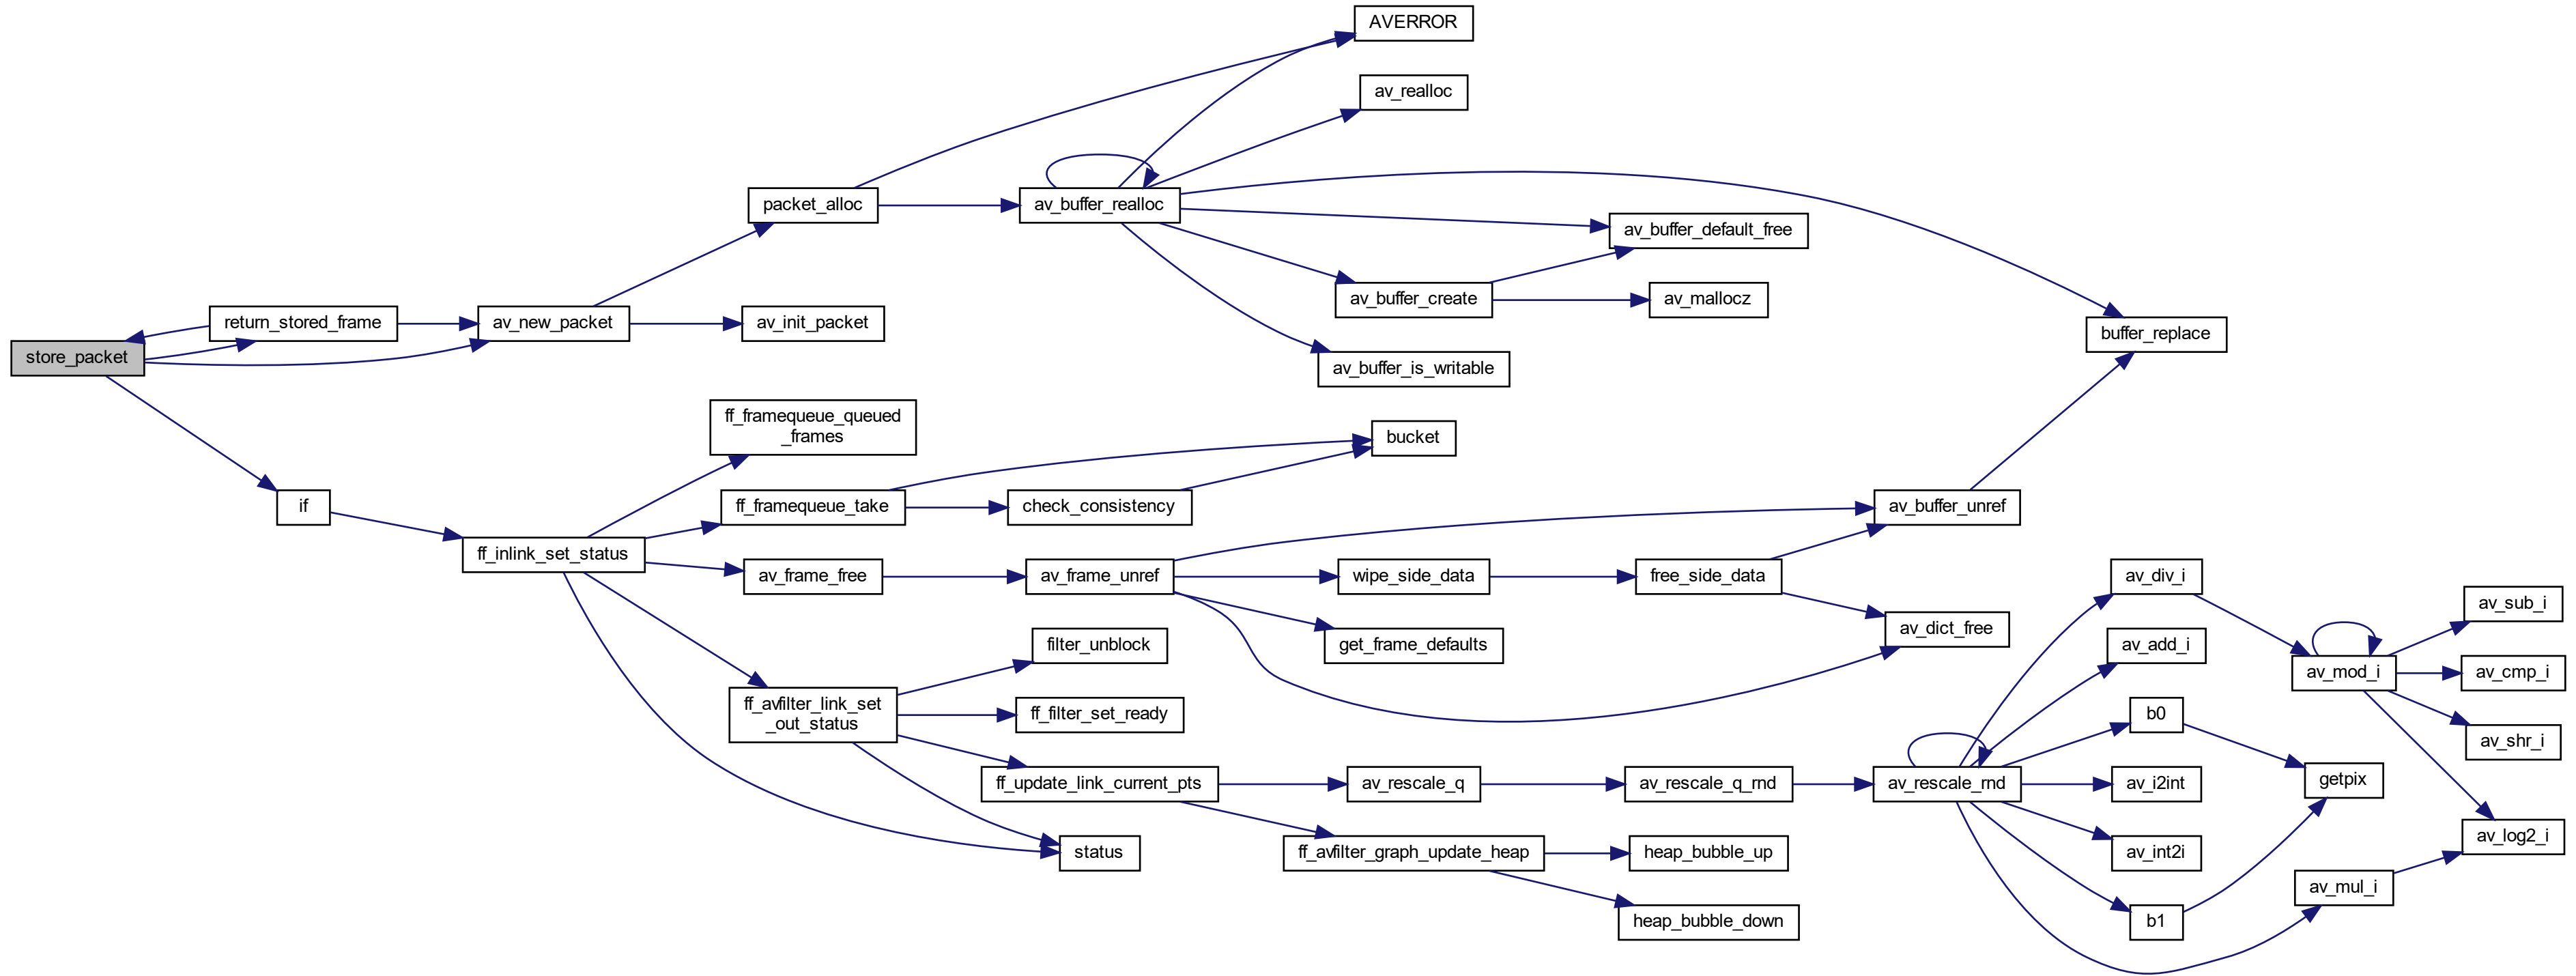 AVERROR
av_realloc
packet_alloc
av_buffer_realloc
av_buffer_default_free
av_buffer_create
av_mallocz
return_stored_frame
av_new_packet
av_init_packet
buffer_replace
store_packet
av_buffer_is_writable
ff_framequeue_queued
_frames
bucket
if
ff_framequeue_take
check_consistency
av_buffer_unref
ff_inlink_set_status
av_frame_free
av_frame_unref
wipe_side_data
free_side_data
av_div_i
av_sub_i
av_dict_free
filter_unblock
get_frame_defaults
av_add_i
av_mod_i
av_cmp_i
ff_avfilter_link_set
_out_status
ff_filter_set_ready
b0
av_shr_i
ff_update_link_current_pts
av_rescale_q
av_rescale_q_rnd
av_rescale_rnd
av_i2int
getpix
status
ff_avfilter_graph_update_heap
heap_bubble_up
av_int2i
av_log2_i
av_mul_i
heap_bubble_down
b1